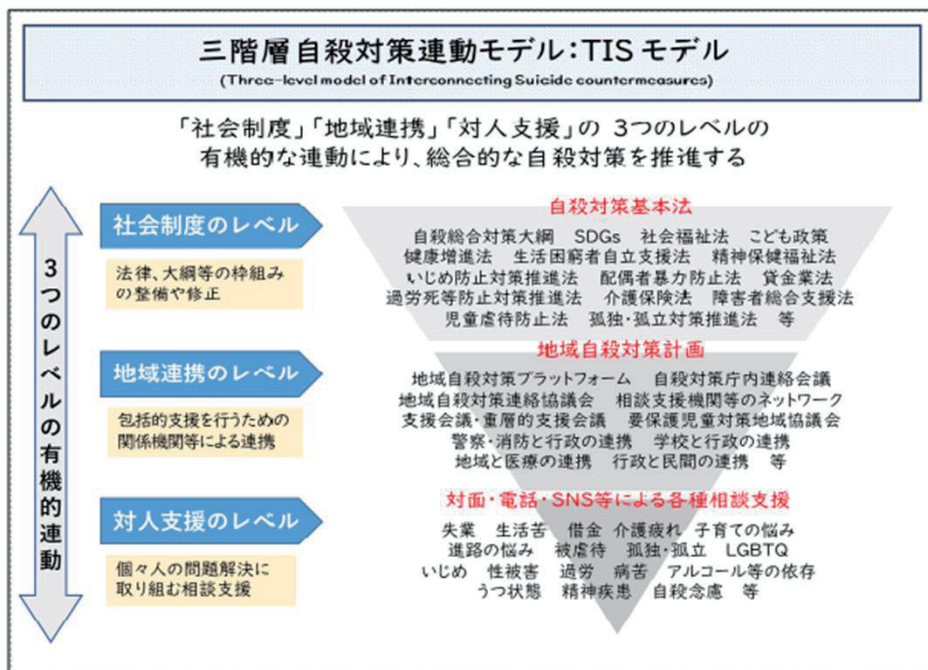 三階層自殺対策連動モデル:TISモデル
(Three-level model of Interconnecting Suicide countermeasures)
「社会制度」「地域連携」「対人支援」の 3つのレベルの
有機的な連動により、総合的な自殺対策を推進する
3つのレベルの有機的連動
社会制度のレベル
法律、大綱等の枠組み
の整備や修正
自殺対策基本法
自殺総合対策大綱 SDGs 社会福祉法 こども政策
健康増進法 生活困窮者自立支援法 精神保健福祉法
いじめ防止対策推進法 配偶者暴力防止法 貸金業法
過労死等防止対策推進法 介護保険法 障害者総合支援法
児童虐待防止法 孤独・孤立対策推進法 等
地域連携のレベル
包括的支援を行うための
関係機関等による連携
地域自殺対策計画
地域自殺対策プラットフォーム 自殺対策庁内連絡会議
地域自殺対策連絡協議会 相談支援機関等のネットワーク
支援会議・重層的支援会議 要保護児童対策地域協議会
警察・消防と行政の連携 学校と行政の連携
地域と医療の連携 行政と民間の連携 等
対人支援のレベル
個々人の問題解決に
取り組む相談支援
対面・電話・SNS等による各種相談支援
失業 生活苦 借金 介護疲れ 子育ての悩み
進路の悩み 被虐待 孤独・孤立 LGBTQ
いじめ 性被害 過労 病苦 アルコール等の依存
うつ状態 精神疾患 自殺念慮 等